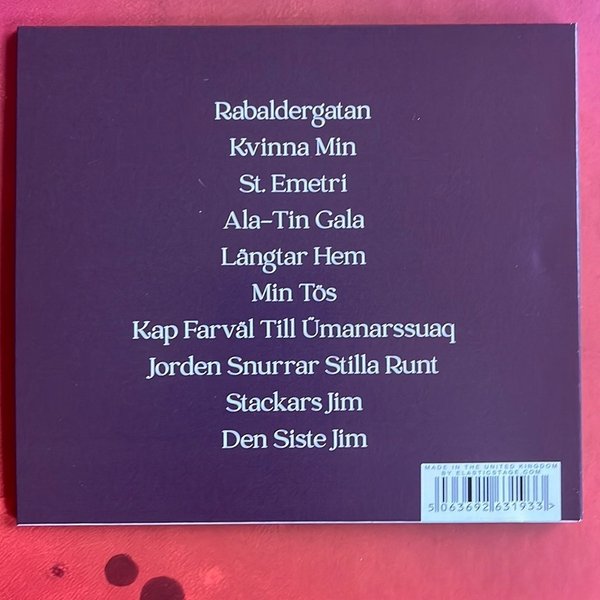 Rabaldergatan
Kvinna Min
St. Emetri
Ala-Tin Gala
Längtar Hem
Min Tös
Kap Farväl Till Ümanarssuaq
Jorden Snurrar Stilla Runt
Stackars Jim
Den Siste Jim
MADE IN THE UNITED KINGDOM
BY ELASTICSTAGE.COM
5 063692 631933 >